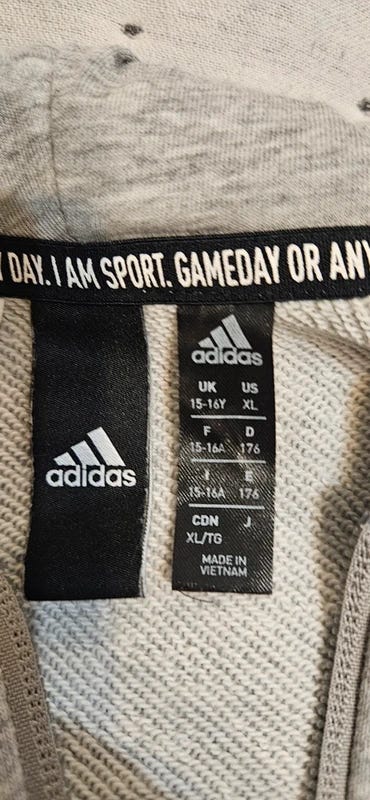 Y DAY. I AM SPORT. GAMEDAY OR ANY
adidas
adidas
UK US
15-16Y XL
F D
15-16A 176
I E
15-16A 176
CDN J
XL/TG
MADE IN
VIETNAM